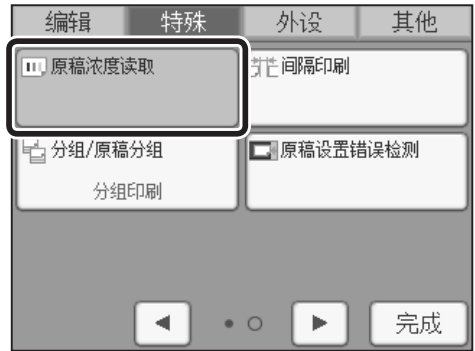 编辑 特殊 外设 其他
原稿浓度读取 间隔印刷
分组/原稿分组 原稿设置错误检测
分组印刷
完成